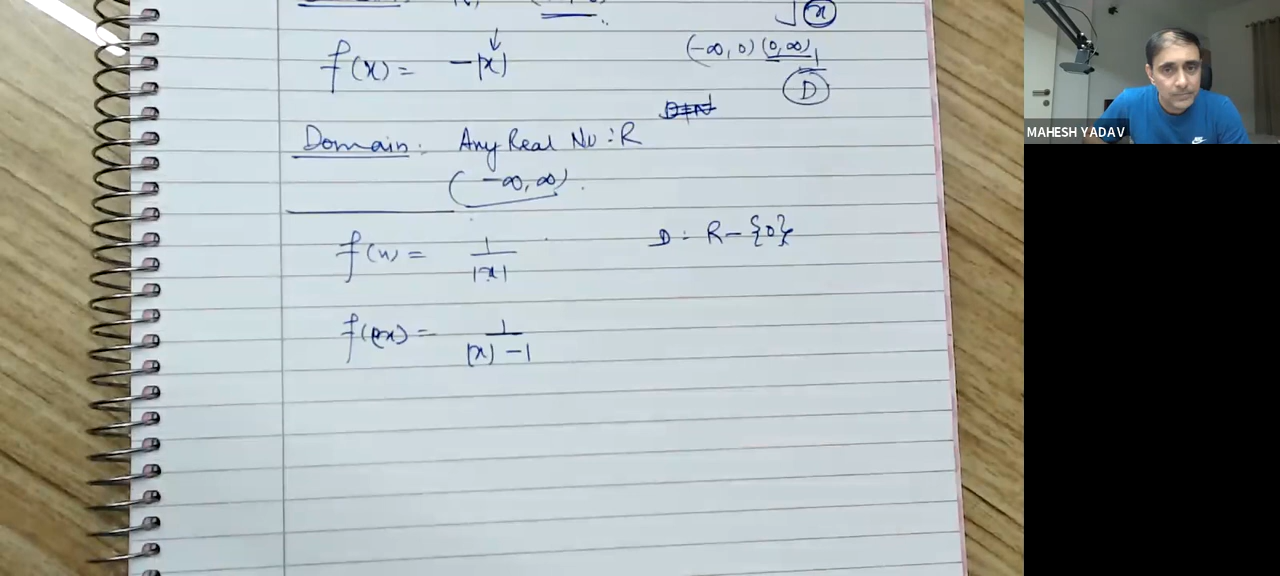 √x
(-∞, 0) (0, ∞)
f(x) = -|x|
D
Domain: Any Real No: R
(-∞, ∞).
f(x) = 1/|x|
D: R - {0}
f(x) = 1/|x| - 1
MAHESH YADAV